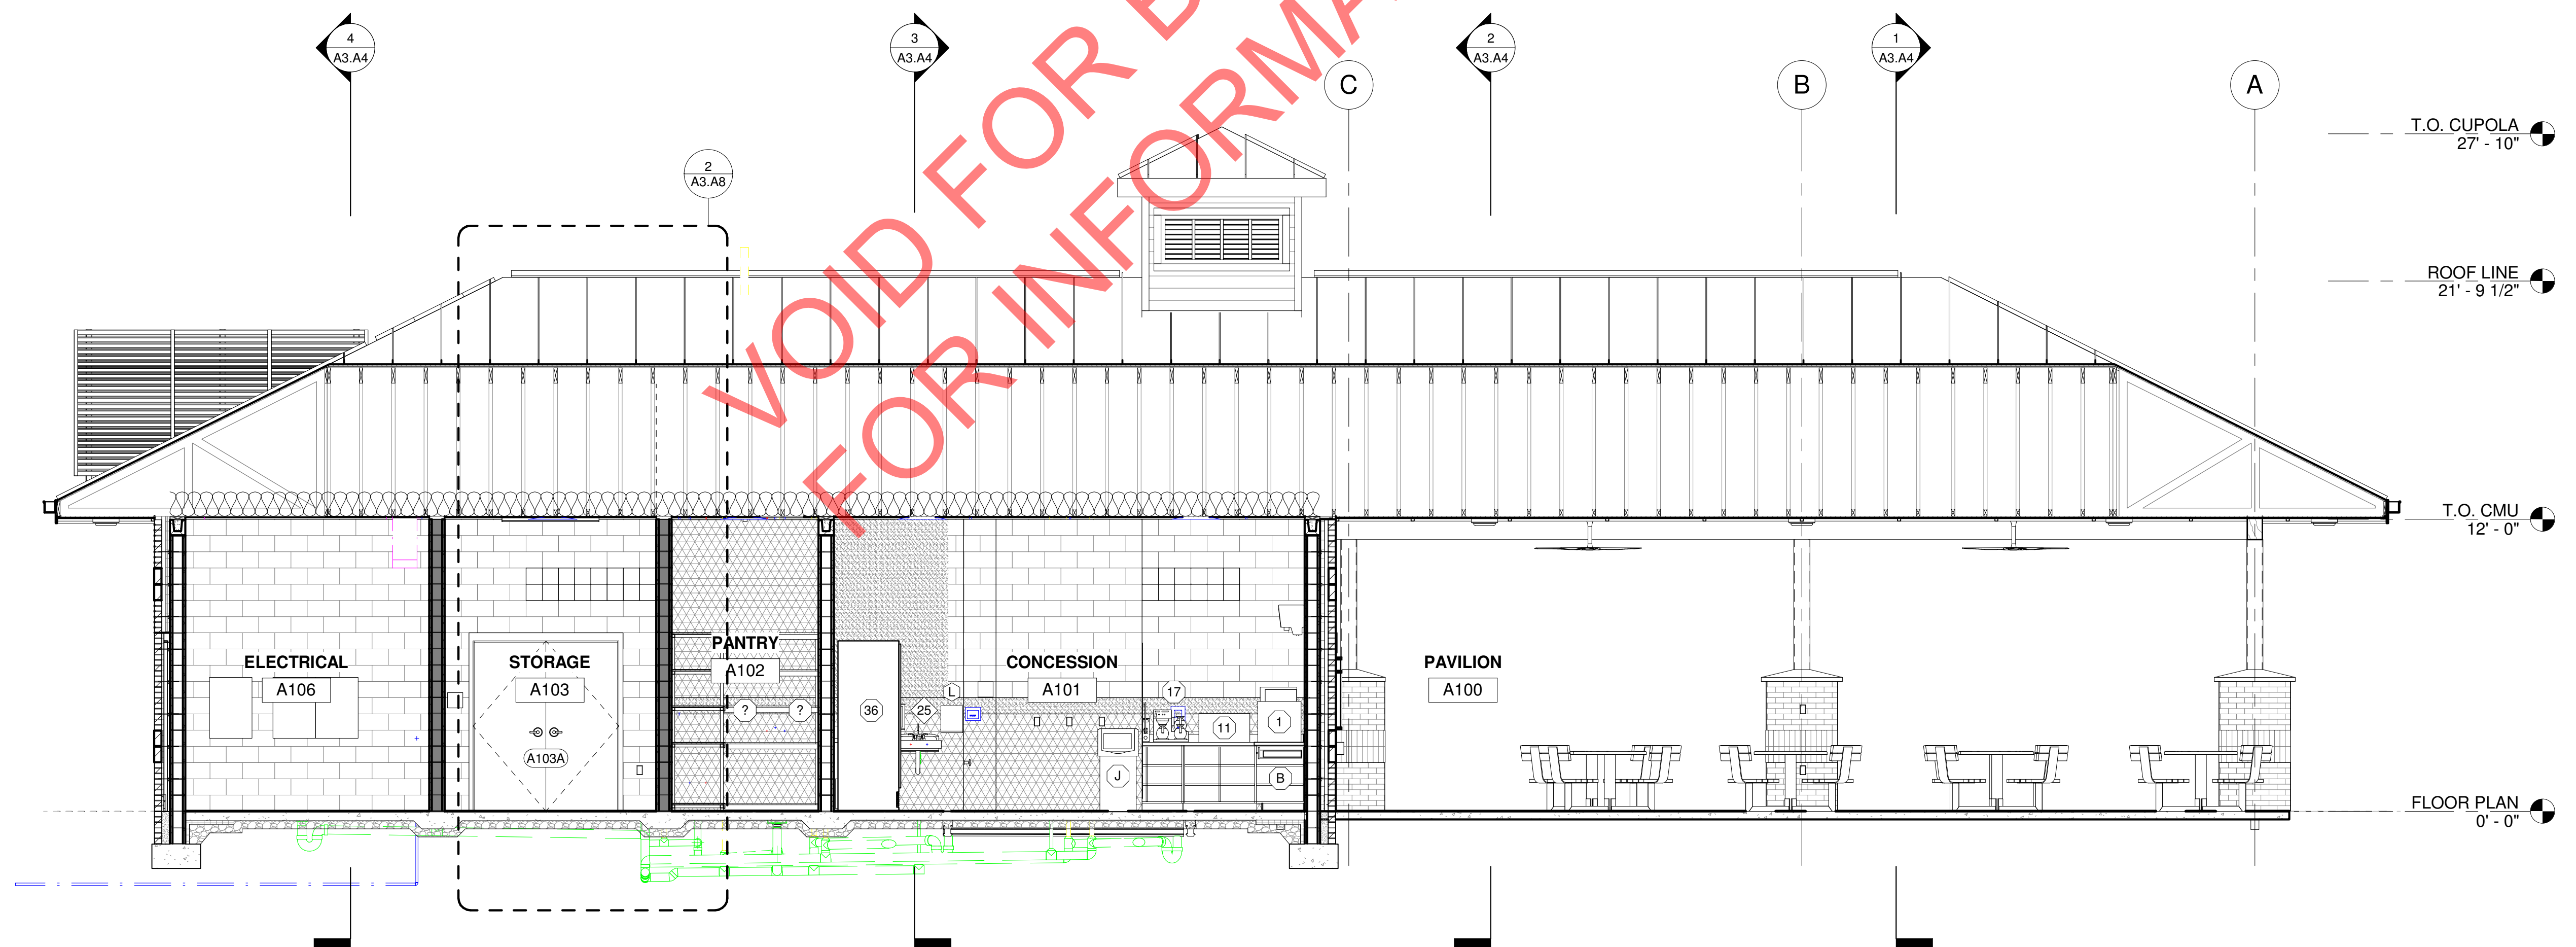 4
A3.A4
3
A3.A4
2
A3.A4
1
A3.A4
C
B
A
T.O. CUPOLA
27' - 10"
2
A3.A8
ROOF LINE
21' - 9 1/2"
VOID FOR B
FOR INFORMA
T.O. CMU
12' - 0"
ELECTRICAL
A106
STORAGE
A103
A103A
PANTRY
A102
?
?
CONCESSION
A101
36
25
L
17
11
1
J
B
PAVILION
A100
FLOOR PLAN
0' - 0"